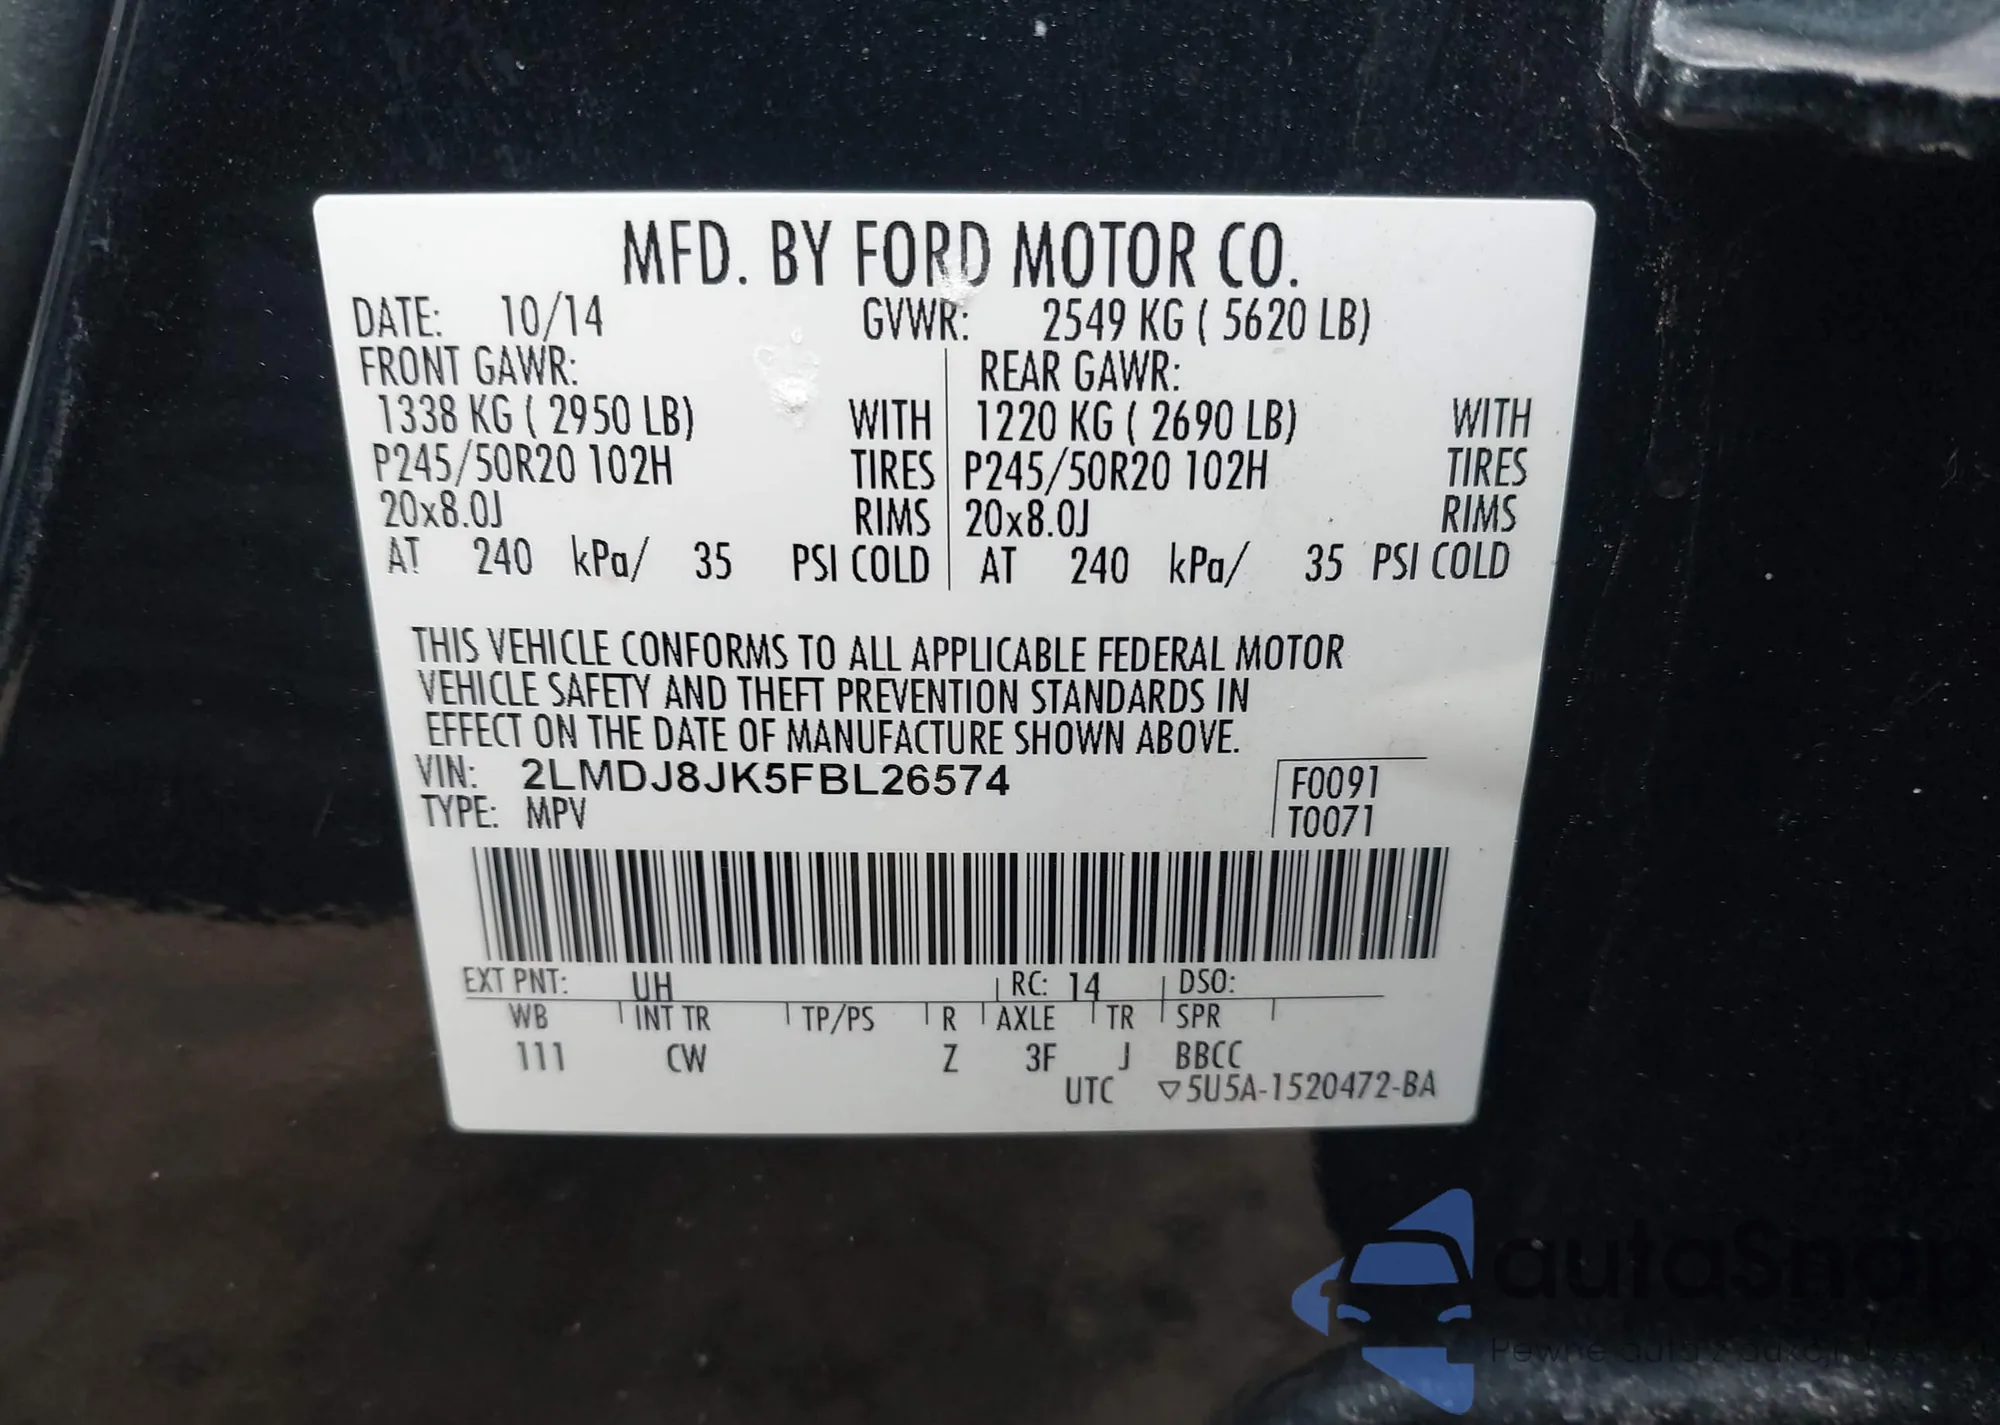 MFD. BY FORD MOTOR CO.
DATE: 10/14 GVWR: 2549 KG ( 5620 LB)
FRONT GAWR: REAR GAWR:
1338 KG ( 2950 LB) WITH 1220 KG ( 2690 LB) WITH
P245/50R20 102H TIRES P245/50R20 102H TIRES
20x8.0J RIMS 20x8.0J RIMS
AT 240 kPa/ 35 PSI COLD AT 240 kPa/ 35 PSI COLD
THIS VEHICLE CONFORMS TO ALL APPLICABLE FEDERAL MOTOR
VEHICLE SAFETY AND THEFT PREVENTION STANDARDS IN
EFFECT ON THE DATE OF MANUFACTURE SHOWN ABOVE.
VIN: 2LMDJ8JK5FBL26574 F0091
TYPE: MPV T0071
EXT PNT: UH RC: 14 DSO:
WB INT TR TP/PS R AXLE TR SPR
111 CW Z 3F J BBCC
UTC ▽5U5A-1520472-BA
autoSnap
Pewne auta z aukcji